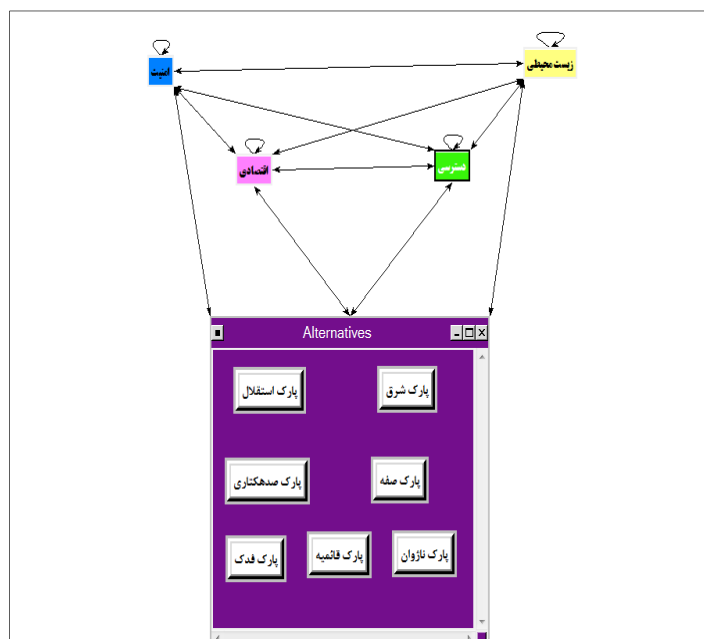 امنیت
زیست محیطی
اقتصادی
دسترسی
Alternatives
پارک استقلال
پارک شرق
پارک صدهکتاری
پارک صفه
پارک فدک
پارک قائمیه
پارک ناژوان